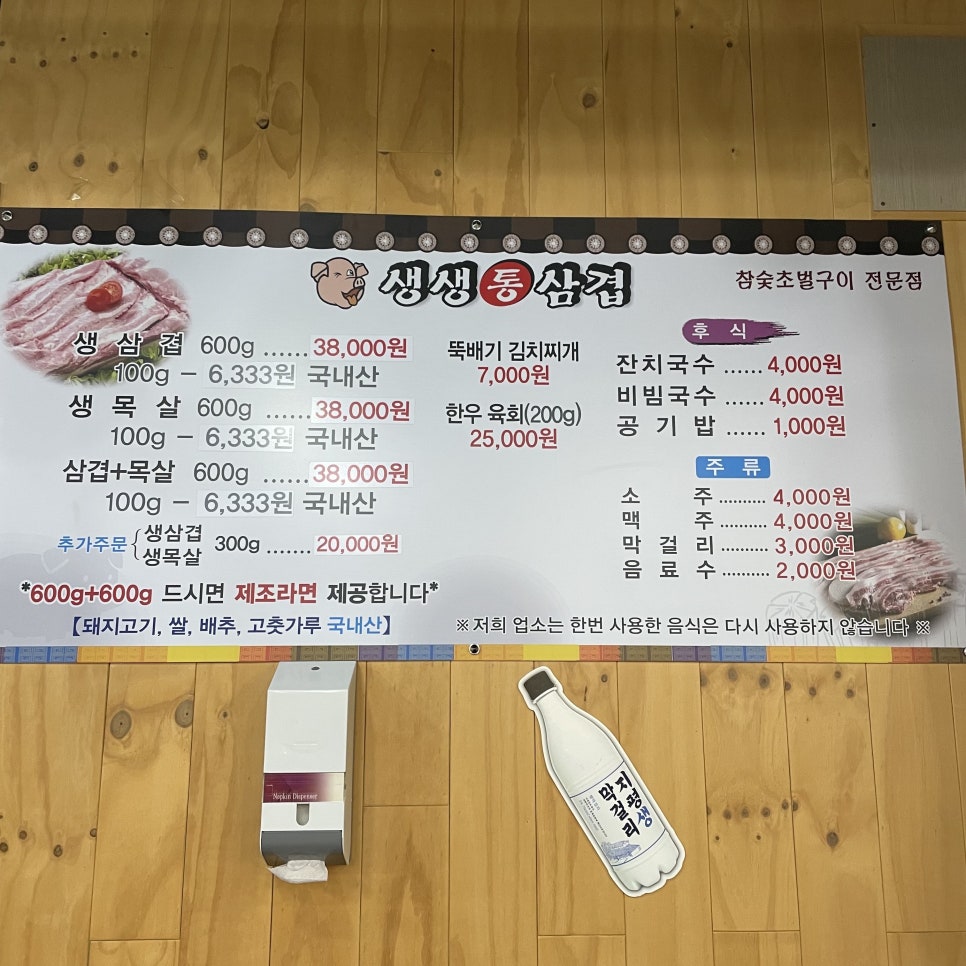 생생통삼겹
참숯초벌구이 전문점
생 삼 겹 600g ...... 38,000원
100g – 6,333원 국내산
생 목 살 600g ...... 38,000원
100g – 6,333원 국내산
삼겹+목살 600g ...... 38,000원
100g – 6,333원 국내산
추가주문 { 생삼겹
생목살 300g ....... 20,000원
*600g+600g 드시면 제조라면 제공합니다*
【돼지고기, 쌀, 배추, 고춧가루 국내산】
뚝배기 김치찌개
7,000원
한우 육회(200g)
25,000원
후 식
잔치국수 ...... 4,000원
비빔국수 ...... 4,000원
공 기 밥 ...... 1,000원
주 류
소 주 .......... 4,000원
맥 주 .......... 4,000원
막 걸 리 .......... 3,000원
음 료 수 .......... 2,000원
※ 저희 업소는 한번 사용한 음식은 다시 사용하지 않습니다 ※
Napkin Dispenser
지평생
막걸리